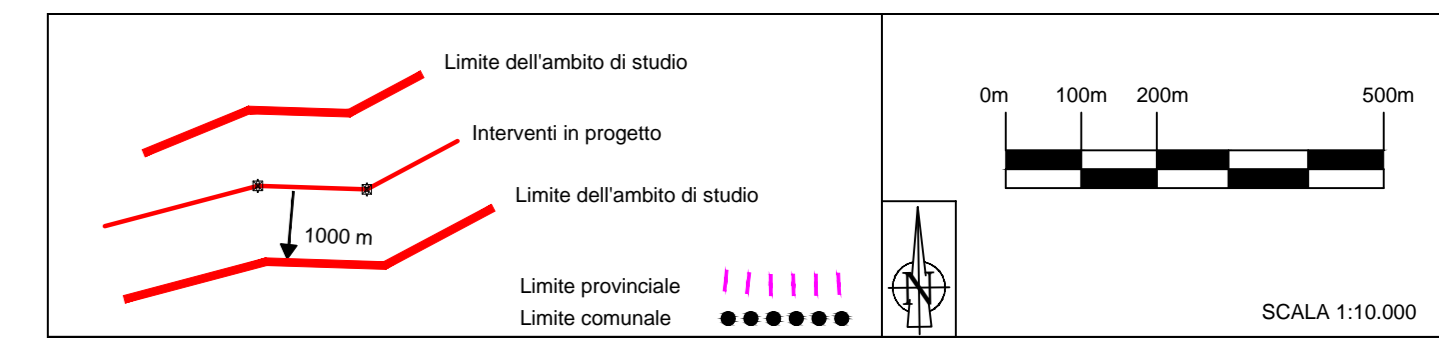 Limite dell'ambito di studio
Interventi in progetto
Limite dell'ambito di studio
1000 m
Limite provinciale
Limite comunale
0m 100m 200m 500m
N
SCALA 1:10.000